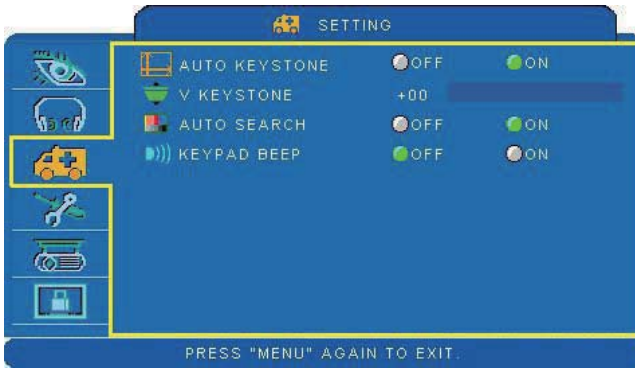 SETTING
AUTO KEYSTONE OFF ON
V KEYSTONE +00
AUTO SEARCH OFF ON
KEYPAD BEEP OFF ON
PRESS "MENU" AGAIN TO EXIT.